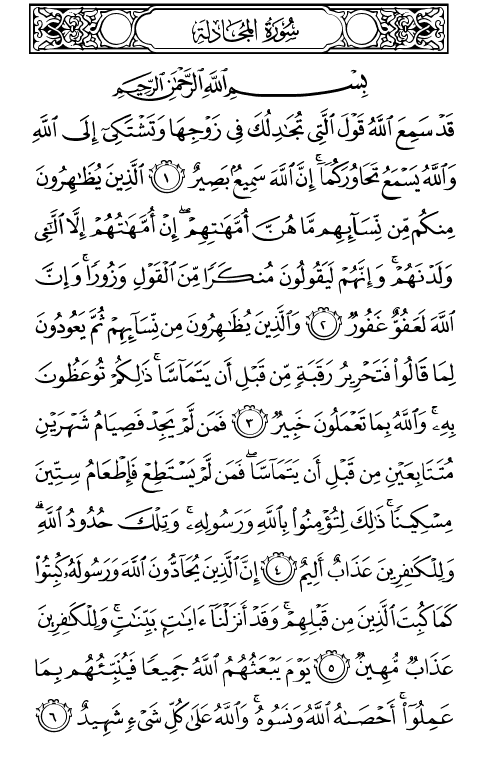 سُورَةُ المُجَادلَة
بِسْمِ ٱللَّهِ ٱلرَّحْمَٰنِ ٱلرَّحِيمِ
قَدْ سَمِعَ ٱللَّهُ قَوْلَ ٱلَّتِى تُجَٰدِلُكَ فِى زَوْجِهَا وَتَشْتَكِىٓ إِلَى ٱللَّهِ
وَٱللَّهُ يَسْمَعُ تَحَاوُرَكُمَآ ۚ إِنَّ ٱللَّهَ سَمِيعٌۢ بَصِيرٌ ١ ٱلَّذِينَ يُظَٰهِرُونَ
مِنكُم مِّن نِّسَآئِهِم مَّا هُنَّ أُمَّهَٰتِهِمْ ۖ إِنْ أُمَّهَٰتُهُمْ إِلَّا ٱلَّٰٓـِٔى
وَلَدْنَهُمْ ۚ وَإِنَّهُمْ لَيَقُولُونَ مُنكَرًا مِّنَ ٱلْقَوْلِ وَزُورًا ۚ وَإِنَّ
ٱللَّهَ لَعَفُوٌّ غَفُورٌ ٢ وَٱلَّذِينَ يُظَٰهِرُونَ مِن نِّسَآئِهِمْ ثُمَّ يَعُودُونَ
لِمَا قَالُوا۟ فَتَحْرِيرُ رَقَبَةٍ مِّن قَبْلِ أَن يَتَمَآسَّا ۚ ذَٰلِكُمْ تُوعَظُونَ
بِهِۦ ۚ وَٱللَّهُ بِمَا تَعْمَلُونَ خَبِيرٌ ٣ فَمَن لَّمْ يَجِدْ فَصِيَامُ شَهْرَيْنِ
مُتَتَابِعَيْنِ مِن قَبْلِ أَن يَتَمَآسَّا ۖ فَمَن لَّمْ يَسْتَطِعْ فَإِطْعَامُ سِتِّينَ
مِسْكِينًا ۚ ذَٰلِكَ لِتُؤْمِنُوا۟ بِٱللَّهِ وَرَسُولِهِۦ ۚ وَتِلْكَ حُدُودُ ٱللَّهِ ۗ
وَلِلْكَٰفِرِينَ عَذَابٌ أَلِيمٌ ٤ إِنَّ ٱلَّذِينَ يُحَآدُّونَ ٱللَّهَ وَرَسُولَهُۥ كُبِتُوا۟
كَمَا كُبِتَ ٱلَّذِينَ مِن قَبْلِهِمْ ۚ وَقَدْ أَنزَلْنَآ ءَايَٰتٍۭ بَيِّنَٰتٍ ۚ وَلِلْكَٰفِرِينَ
عَذَابٌ مُّهِينٌ ٥ يَوْمَ يَبْعَثُهُمُ ٱللَّهُ جَمِيعًا فَيُنَبِّئُهُم بِمَا
عَمِلُوٓا۟ ۚ أَحْصَىٰهُ ٱللَّهُ وَنَسُوهُ ۚ وَٱللَّهُ عَلَىٰ كُلِّ شَىْءٍ شَهِيدٌ ٦